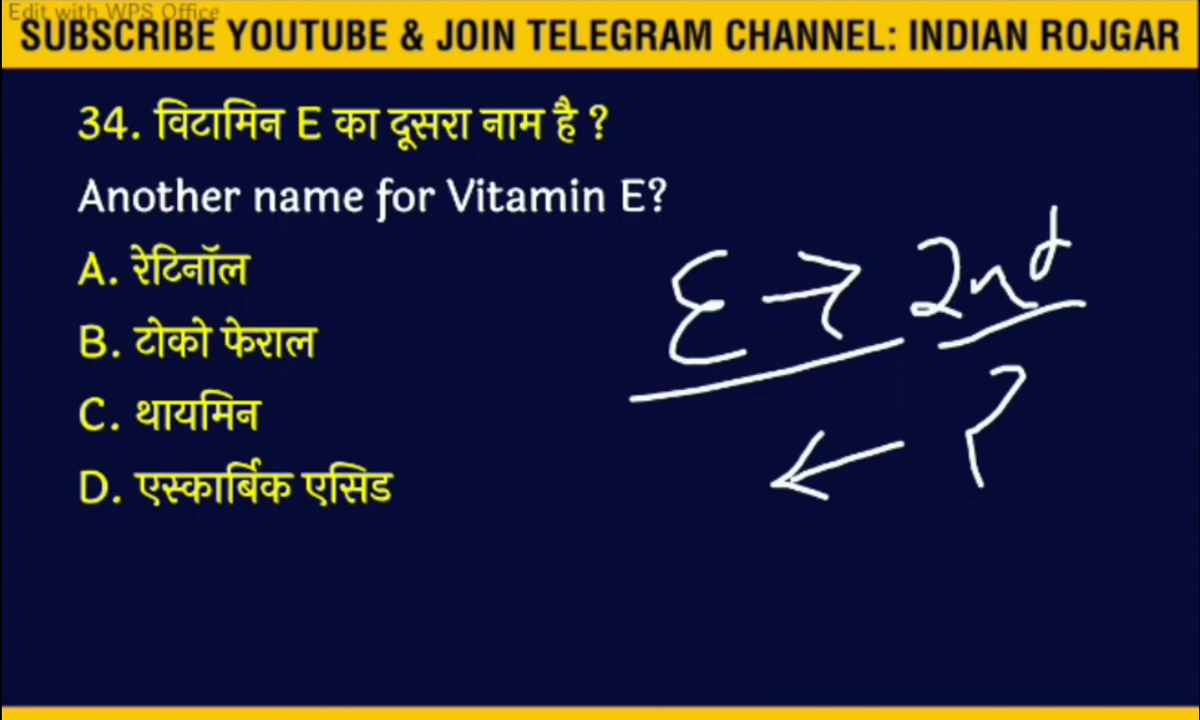 Edit with WPS Office
SUBSCRIBE YOUTUBE & JOIN TELEGRAM CHANNEL: INDIAN ROJGAR
34. विटामिन E का दूसरा नाम है ?
Another name for Vitamin E?
A. रेटिनॉल
B. टोको फेराल
C. थायमिन
D. एस्कार्बिक एसिड
E → 2nd
← ?